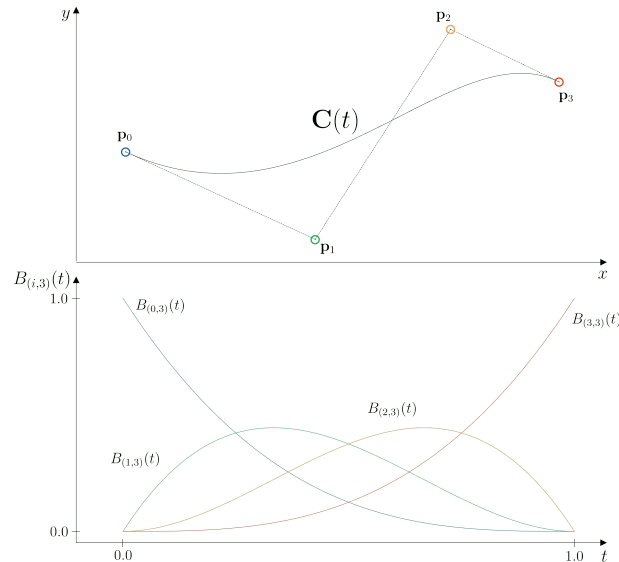 y
p₂
p₃
C(t)
p₀
p₁
x
B₍ᵢ,₃₎(t)
1.0
B₍₀,₃₎(t)
B₍₃,₃₎(t)
B₍₂,₃₎(t)
B₍₁,₃₎(t)
0.0
0.0
1.0
t